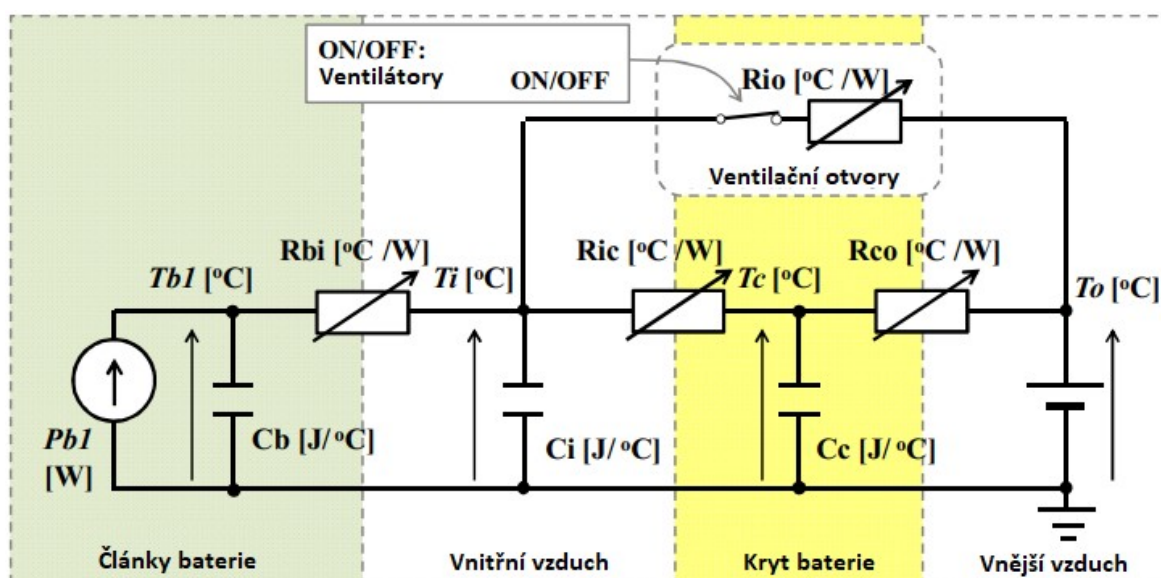 ON/OFF:
Ventilátory ON/OFF
Rio [°C /W]
Ventilační otvory
Rbi [°C /W]
Ric [°C /W]
Rco [°C /W]
Tb1 [°C]
Ti [°C]
Tc [°C]
To [°C]
Pb1
[W]
Cb [J/ °C]
Ci [J/ °C]
Cc [J/ °C]
Články baterie
Vnitřní vzduch
Kryt baterie
Vnější vzduch